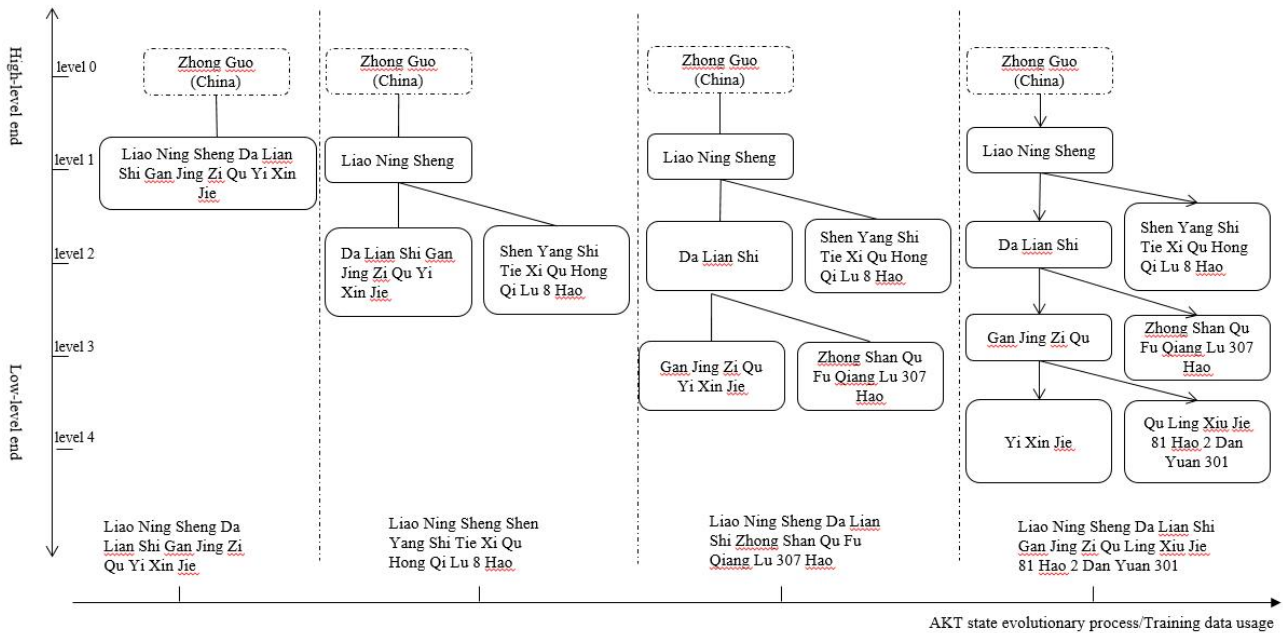 High-level end
Low-level end
level 0
level 1
level 2
level 3
level 4
Zhong Guo
(China)
Liao Ning Sheng Da Lian
Shi Gan Jing Zi Qu Yi Xin
Jie
Liao Ning Sheng Da
Lian Shi Gan Jing Zi
Qu Yi Xin Jie
Zhong Guo
(China)
Liao Ning Sheng
Da Lian Shi Gan
Jing Zi Qu Yi
Xin Jie
Shen Yang Shi
Tie Xi Qu Hong
Qi Lu 8 Hao
Liao Ning Sheng Shen
Yang Shi Tie Xi Qu
Hong Qi Lu 8 Hao
Zhong Guo
(China)
Liao Ning Sheng
Da Lian Shi
Shen Yang Shi
Tie Xi Qu Hong
Qi Lu 8 Hao
Gan Jing Zi Qu
Yi Xin Jie
Zhong Shan Qu
Fu Qiang Lu 307
Hao
Liao Ning Sheng Da Lian
Shi Zhong Shan Qu Fu
Qiang Lu 307 Hao
Zhong Guo
(China)
Liao Ning Sheng
Da Lian Shi
Shen Yang Shi
Tie Xi Qu Hong
Qi Lu 8 Hao
Gan Jing Zi Qu
Zhong Shan Qu
Fu Qiang Lu 307
Hao
Yi Xin Jie
Qu Ling Xiu Jie
81 Hao 2 Dan
Yuan 301
Liao Ning Sheng Da Lian Shi
Gan Jing Zi Qu Ling Xiu Jie
81 Hao 2 Dan Yuan 301
AKT state evolutionary process/Training data usage